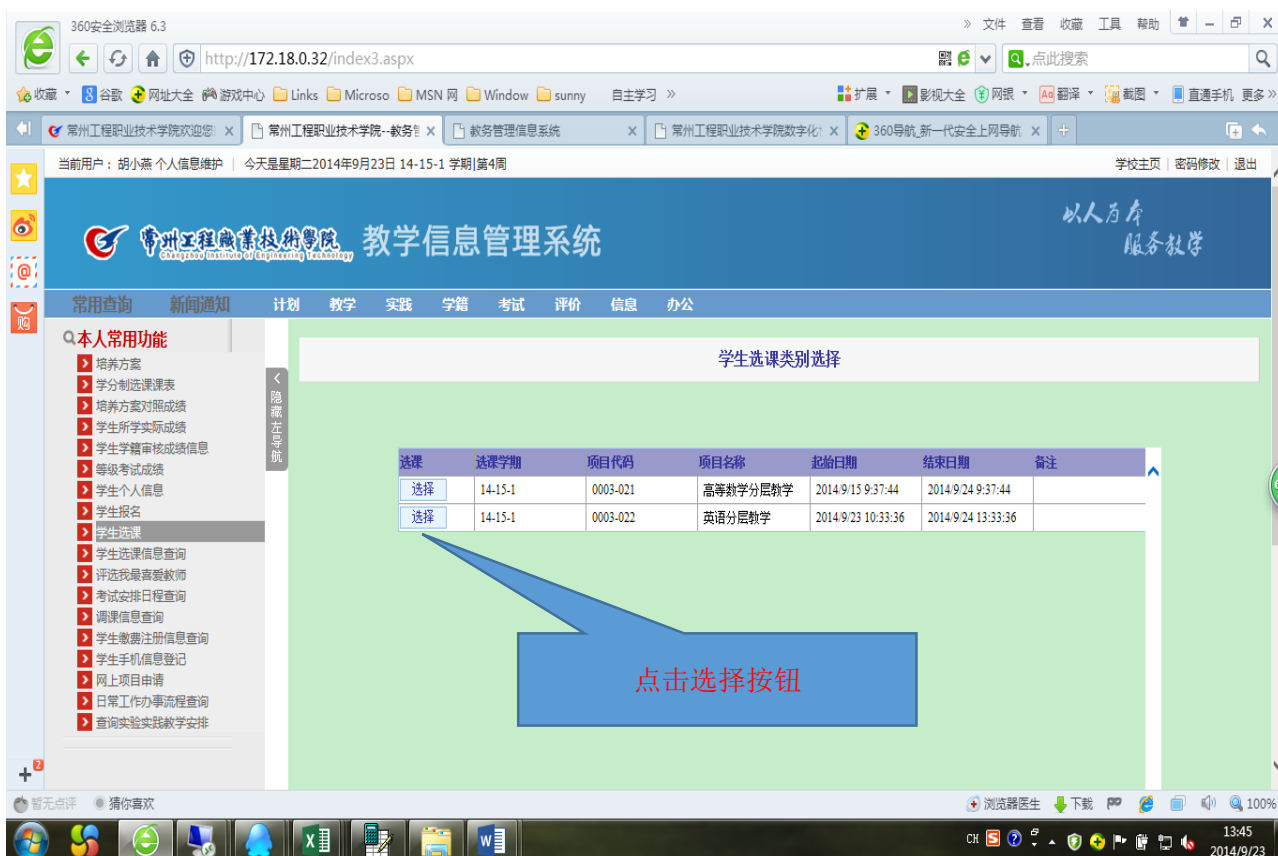 360安全浏览器 6.3
» 文件 查看 收藏 工具 帮助
http://172.18.0.32/index3.aspx
点此搜索
收藏 谷歌 网址大全 游戏中心 Links Microso MSN 网 Window sunny 自主学习 »
扩展 影视大全 网银 翻译 截图 直通手机 更多»
常州工程职业技术学院欢迎您 常州工程职业技术学院--教务管 教务管理信息系统 常州工程职业技术学院数字化 360导航_新一代安全上网导航
当前用户：胡小燕 个人信息维护 | 今天是星期二2014年9月23日 14-15-1 学期|第4周
学校主页 | 密码修改 | 退出
常州工程職業技術學院 教学信息管理系统
Changzhou Institute of Engineering Technology
以人为本
服务教学
常用查询 新闻通知 计划 教学 实践 学籍 考试 评价 信息 办公
本人常用功能
培养方案
学分制选课课表
培养方案对照成绩
学生所学实际成绩
学生学籍审核成绩信息
等级考试成绩
学生个人信息
学生报名
学生选课
学生选课信息查询
评选我最喜爱教师
考试安排日程查询
调课信息查询
学生缴费注册信息查询
学生手机信息登记
网上项目申请
日常工作办事流程查询
查询实验实践教学安排
隐藏左导航
学生选课类别选择
选课 选课学期 项目代码 项目名称 起始日期 结束日期 备注
选择 14-15-1 0003-021 高等数学分层教学 2014/9/15 9:37:44 2014/9/24 9:37:44
选择 14-15-1 0003-022 英语分层教学 2014/9/23 10:33:36 2014/9/24 13:33:36
点击选择按钮
购
2
暂无点评 猜你喜欢
浏览器医生 下载 100%
CH
13:45
2014/9/23